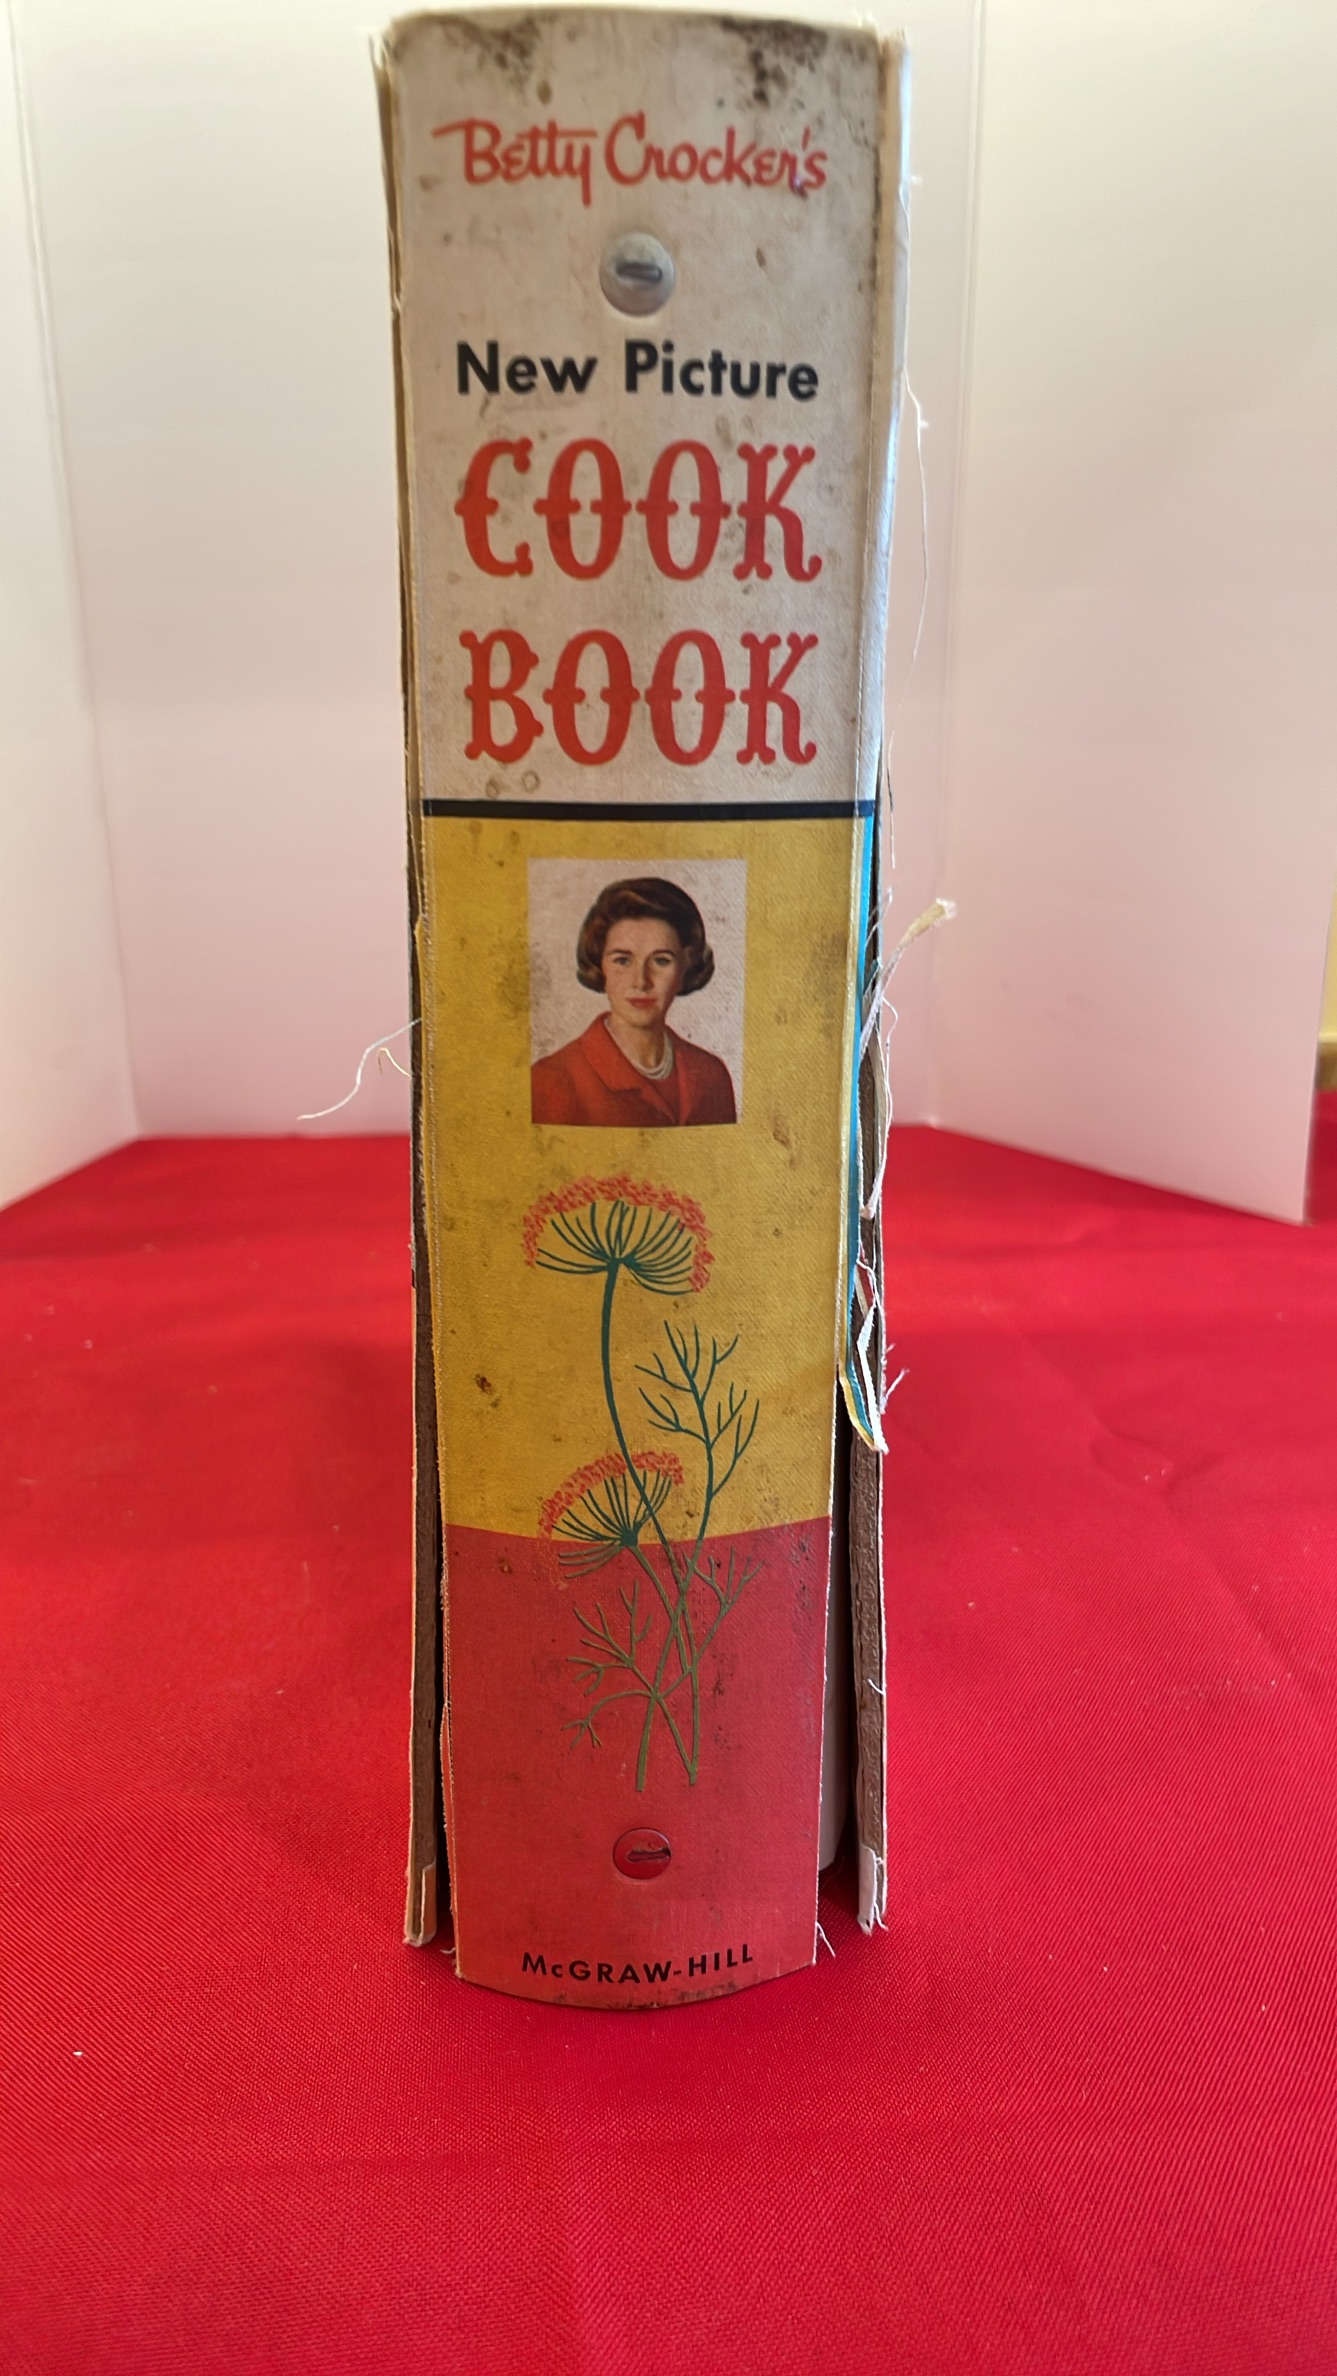 Betty Crocker's
New Picture
COOK
BOOK
McGRAW-HILL